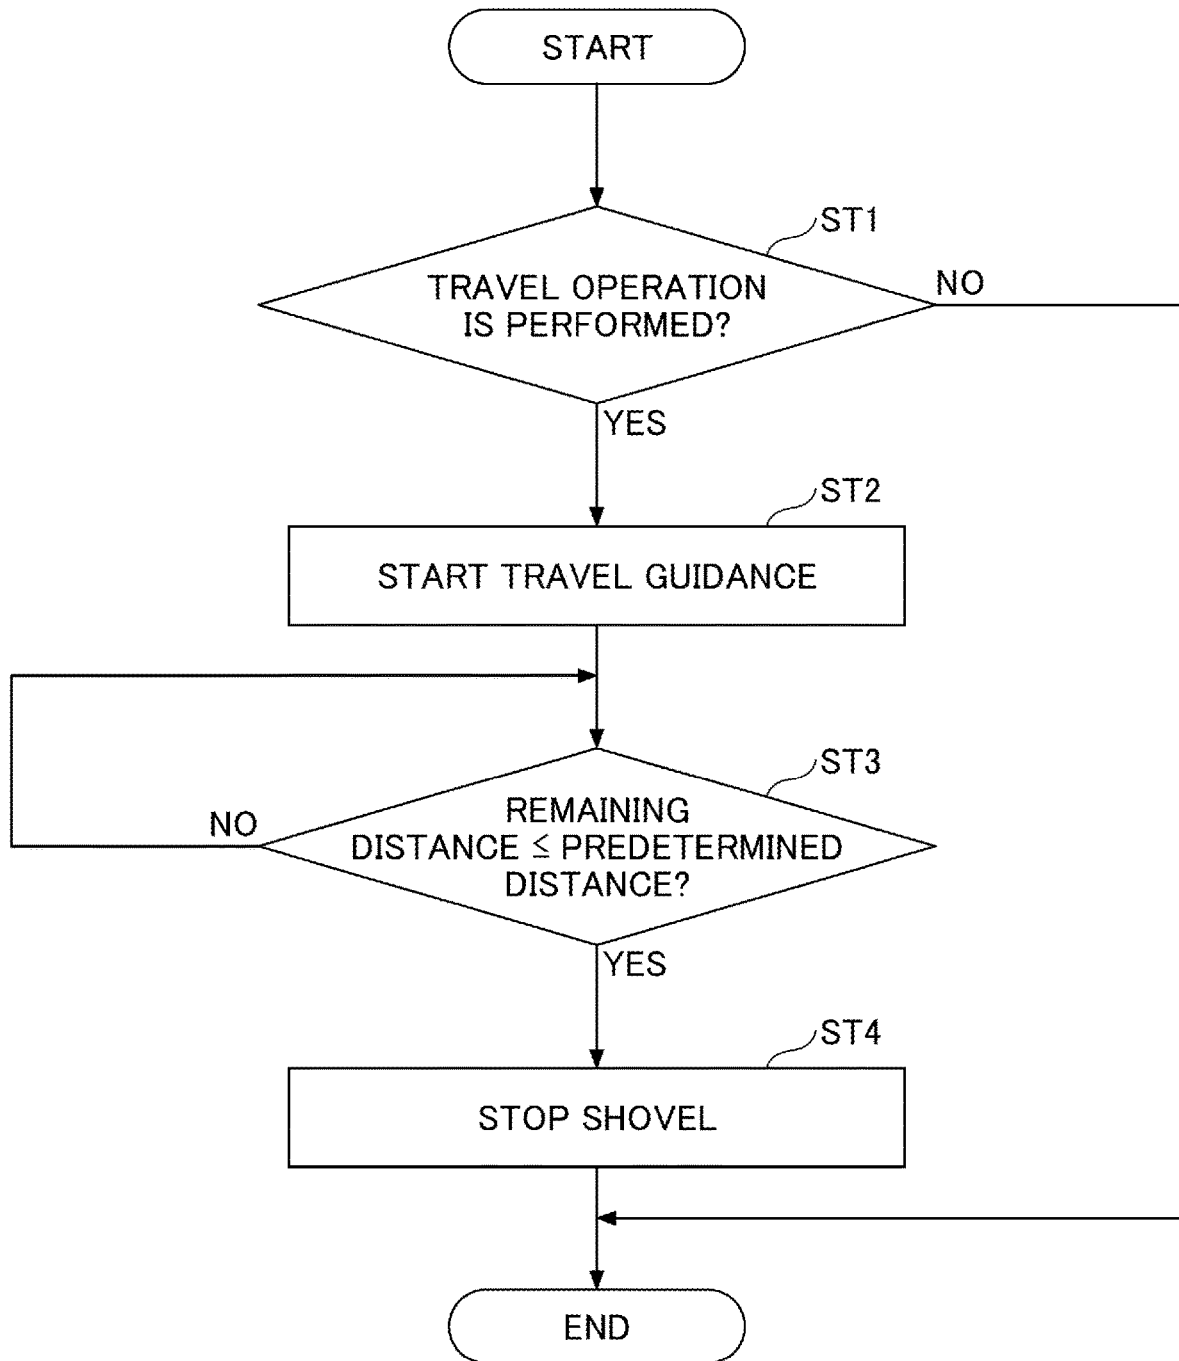 START
ST1
TRAVEL OPERATION
IS PERFORMED?
NO
YES
ST2
START TRAVEL GUIDANCE
ST3
REMAINING
DISTANCE ≦ PREDETERMINED
DISTANCE?
NO
YES
ST4
STOP SHOVEL
END